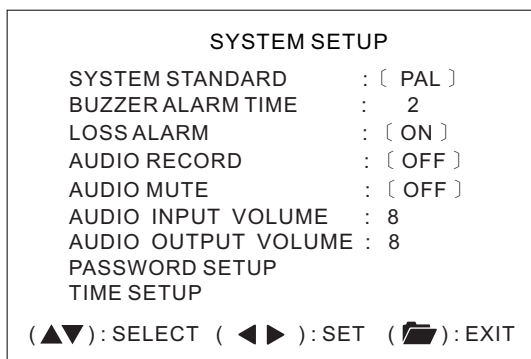 SYSTEM SETUP
SYSTEM STANDARD : 〔 PAL 〕
BUZZER ALARM TIME : 2
LOSS ALARM : 〔 ON 〕
AUDIO RECORD : 〔 OFF 〕
AUDIO MUTE : 〔 OFF 〕
AUDIO INPUT VOLUME : 8
AUDIO OUTPUT VOLUME : 8
PASSWORD SETUP
TIME SETUP
(▲▼) : SELECT ( ◀ ▶ ) : SET ( ) : EXIT